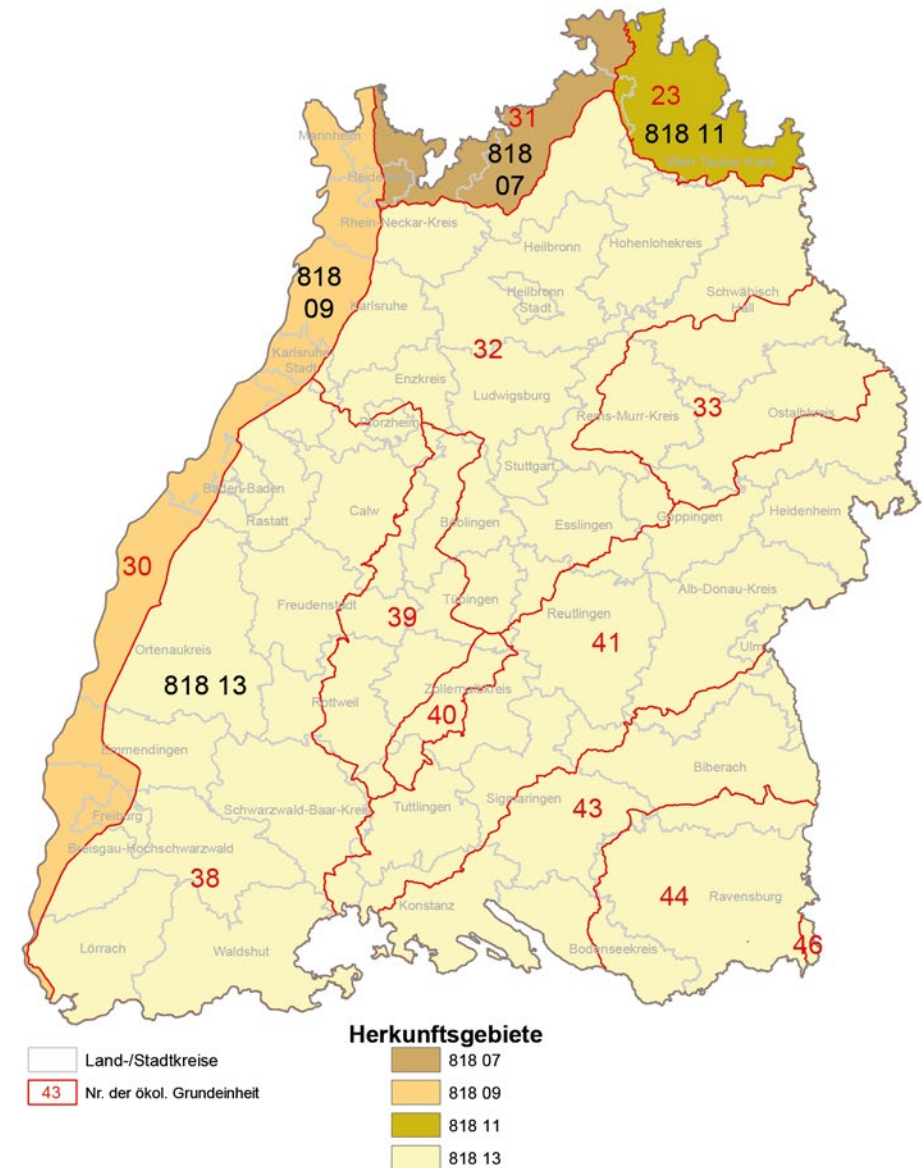 23
31
818 11
818
07
Main-Tauber-Kreis
Mannheim
Heidelberg
Rhein-Neckar-Kreis
Heilbronn
Hohenlohekreis
818
09
Karlsruhe
Heilbronn
Stadt
Schwäbisch
Hall
32
Karlsruhe
Stadt
Enzkreis
Ludwigsburg
Rems-Murr-Kreis
33
Ostalbkreis
Pforzheim
Stuttgart
Baden-Baden
Rastatt
Calw
Böblingen
Esslingen
Göppingen
Heidenheim
30
Freudenstadt
39
Tübingen
Reutlingen
41
Alb-Donau-Kreis
Ulm
Ortenaukreis
818 13
Rottweil
Zollernalbkreis
40
Emmendingen
Biberach
Freiburg
Schwarzwald-Baar-Kreis
Tuttlingen
Sigmaringen
43
Breisgau-Hochschwarzwald
38
44
Ravensburg
Konstanz
Lörrach
Waldshut
Bodenseekreis
46
Herkunftsgebiete
Land-/Stadtkreise
43 Nr. der ökol. Grundeinheit
818 07
818 09
818 11
818 13